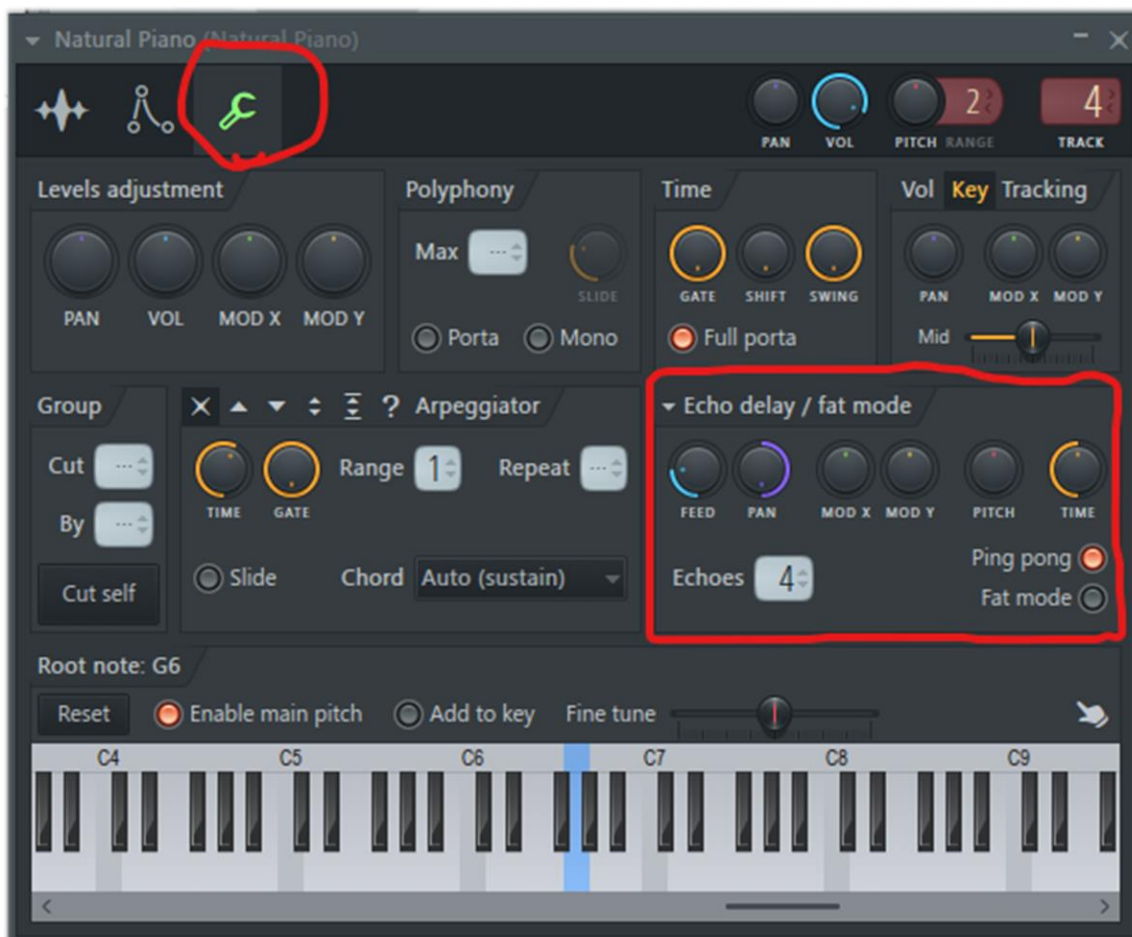 Natural Piano (Natural Piano)
2 4
PAN VOL PITCH RANGE TRACK
Levels adjustment Polyphony Time Vol Key Tracking
Max ---
PAN VOL MOD X MOD Y SLIDE GATE SHIFT SWING PAN MOD X MOD Y
Porta Mono Full porta Mid
Group ? Arpeggiator Echo delay / fat mode
Cut --- Range 1 Repeat ---
By --- TIME GATE FEED PAN MOD X MOD Y PITCH TIME
Ping pong
Cut self Slide Chord Auto (sustain) Echoes 4
Fat mode
Root note: G6
Reset Enable main pitch Add to key Fine tune
C4 C5 C6 C7 C8 C9